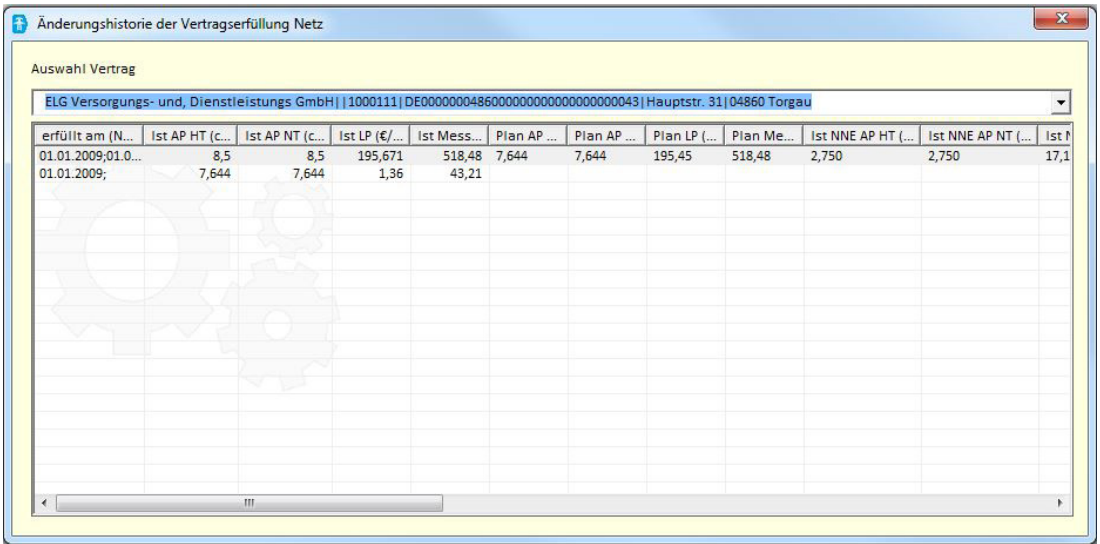 Änderungshistorie der Vertragserfüllung Netz
Auswahl Vertrag
ELG Versorgungs- und, Dienstleistungs GmbH||1000111|DE0000000486000000000000000000043|Hauptstr. 31|04860 Torgau
erfüllt am (N... Ist AP HT (c... Ist AP NT (c... Ist LP (€/... Ist Mess... Plan AP ... Plan AP ... Plan LP (... Plan Me... Ist NNE AP HT (... Ist NNE AP NT (... Ist
01.01.2009;01.0... 8,5 8,5 195,671 518,48 7,644 7,644 195,45 518,48 2,750 2,750 17,1
01.01.2009; 7,644 7,644 1,36 43,21